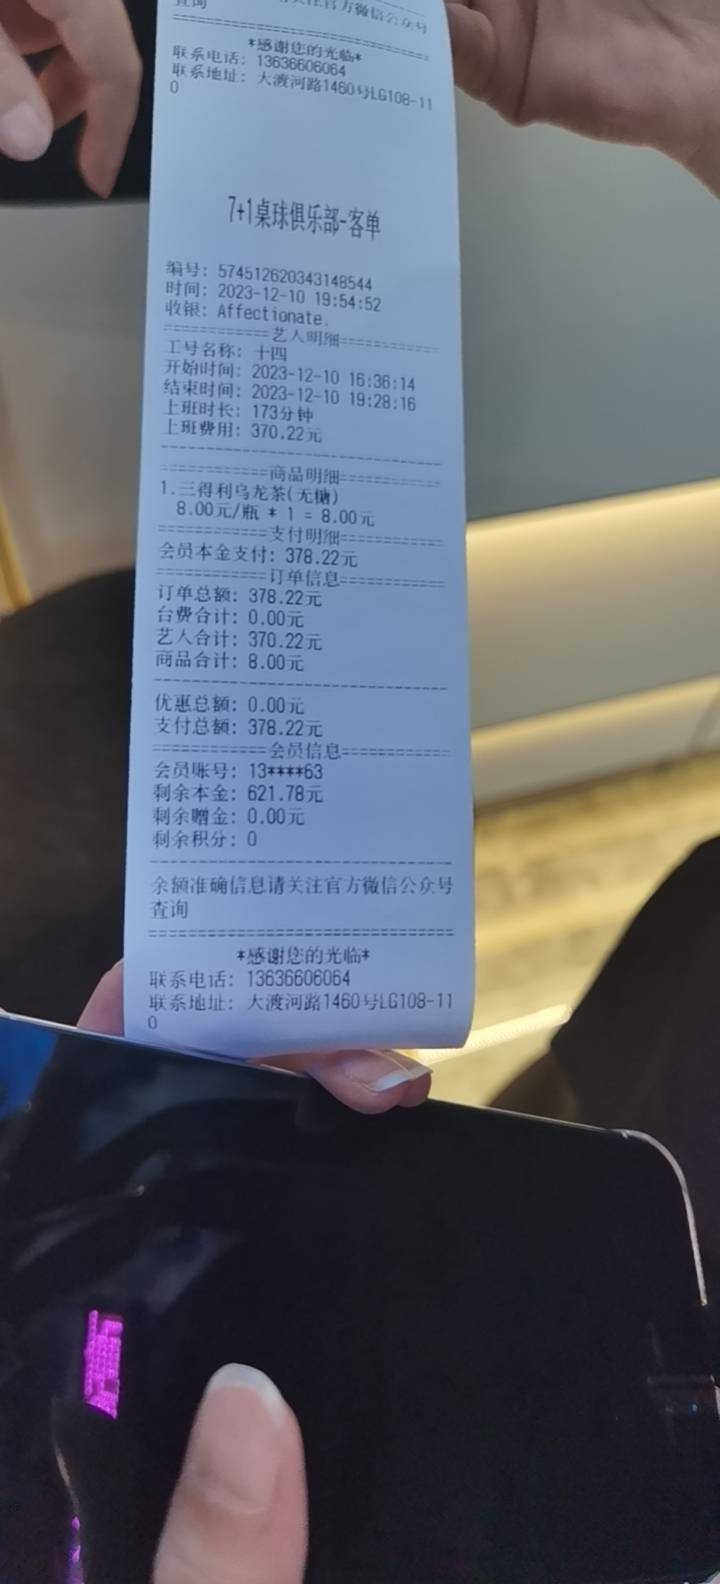 关注官方微信公众号
查询
================================
*感谢您的光临*
联系电话: 13636606064
联系地址: 大渡河路1460号LG108-11
0
7+1桌球俱乐部-客单
编号: 574512620343148544
时间: 2023-12-10 19:54:52
收银: Affectionate.
============艺人明细============
工号名称: 十四
开始时间: 2023-12-10 16:36:14
结束时间: 2023-12-10 19:28:16
上班时长: 173分钟
上班费用: 370.22元
--------------------------------
============商品明细============
1.三得利乌龙茶(无糖)
8.00元/瓶 * 1 = 8.00元
============支付明细============
会员本金支付: 378.22元
============订单信息============
订单总额: 378.22元
台费合计: 0.00元
艺人合计: 370.22元
商品合计: 8.00元
--------------------------------
优惠总额: 0.00元
支付总额: 378.22元
============会员信息============
会员账号: 13****63
剩余本金: 621.78元
剩余赠金: 0.00元
剩余积分: 0
--------------------------------
余额准确信息请关注官方微信公众号
查询
================================
*感谢您的光临*
联系电话: 13636606064
联系地址: 大渡河路1460号LG108-11
0